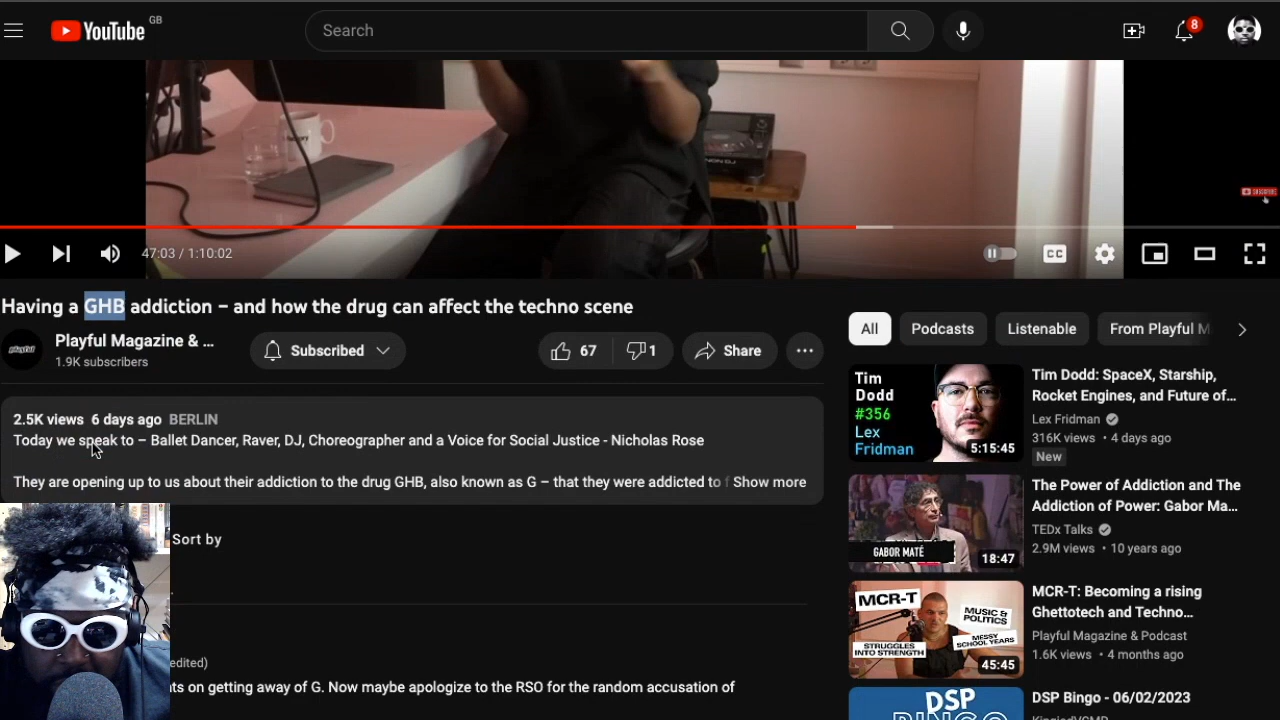 YouTube GB
Search
8
SUBSCRIBE
47:03 / 1:10:02
CC
Having a GHB addiction – and how the drug can affect the techno scene
playful
Playful Magazine & ...
1.9K subscribers
Subscribed
67
1
Share
2.5K views 6 days ago BERLIN
Today we speak to – Ballet Dancer, Raver, DJ, Choreographer and a Voice for Social Justice - Nicholas Rose
They are opening up to us about their addiction to the drug GHB, also known as G – that they were addicted to Show more
Sort by
edited)
ts on getting away of G. Now maybe apologize to the RSO for the random accusation of
All
Podcasts
Listenable
From Playful M
Tim
Dodd
#356
Lex
Fridman
5:15:45
Tim Dodd: SpaceX, Starship,
Rocket Engines, and Future of...
Lex Fridman
316K views • 4 days ago
New
GABOR MATÉ
18:47
The Power of Addiction and The
Addiction of Power: Gabor Ma...
TEDx Talks
2.9M views • 10 years ago
MCR-T
MUSIC &
POLITICS
MESSY
SCHOOL YEARS
STRUGGLES
INTO STRENGTH
45:45
MCR-T: Becoming a rising
Ghettotech and Techno...
Playful Magazine & Podcast
1.6K views • 4 months ago
DSP
DSP Bingo - 06/02/2023